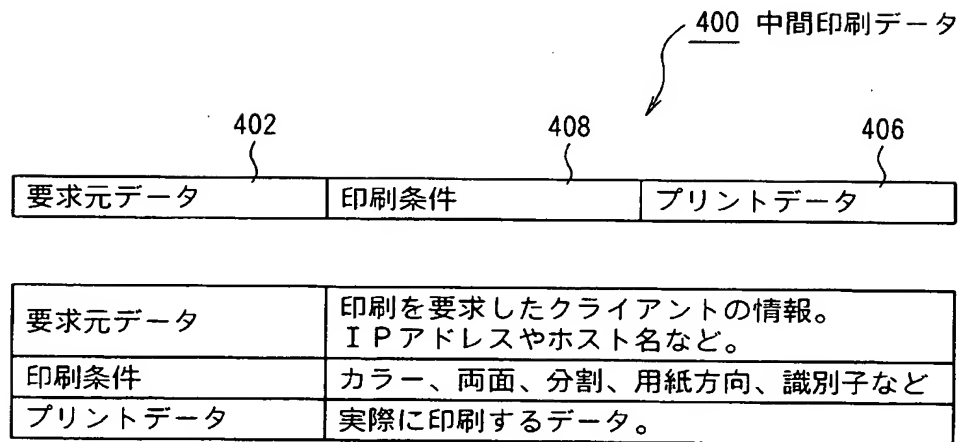 400 中間印刷データ
402 408 406
要求元データ 印刷条件 プリントデータ
要求元データ 印刷を要求したクライアントの情報。
ＩＰアドレスやホスト名など。
印刷条件 カラー、両面、分割、用紙方向、識別子など
プリントデータ 実際に印刷するデータ。